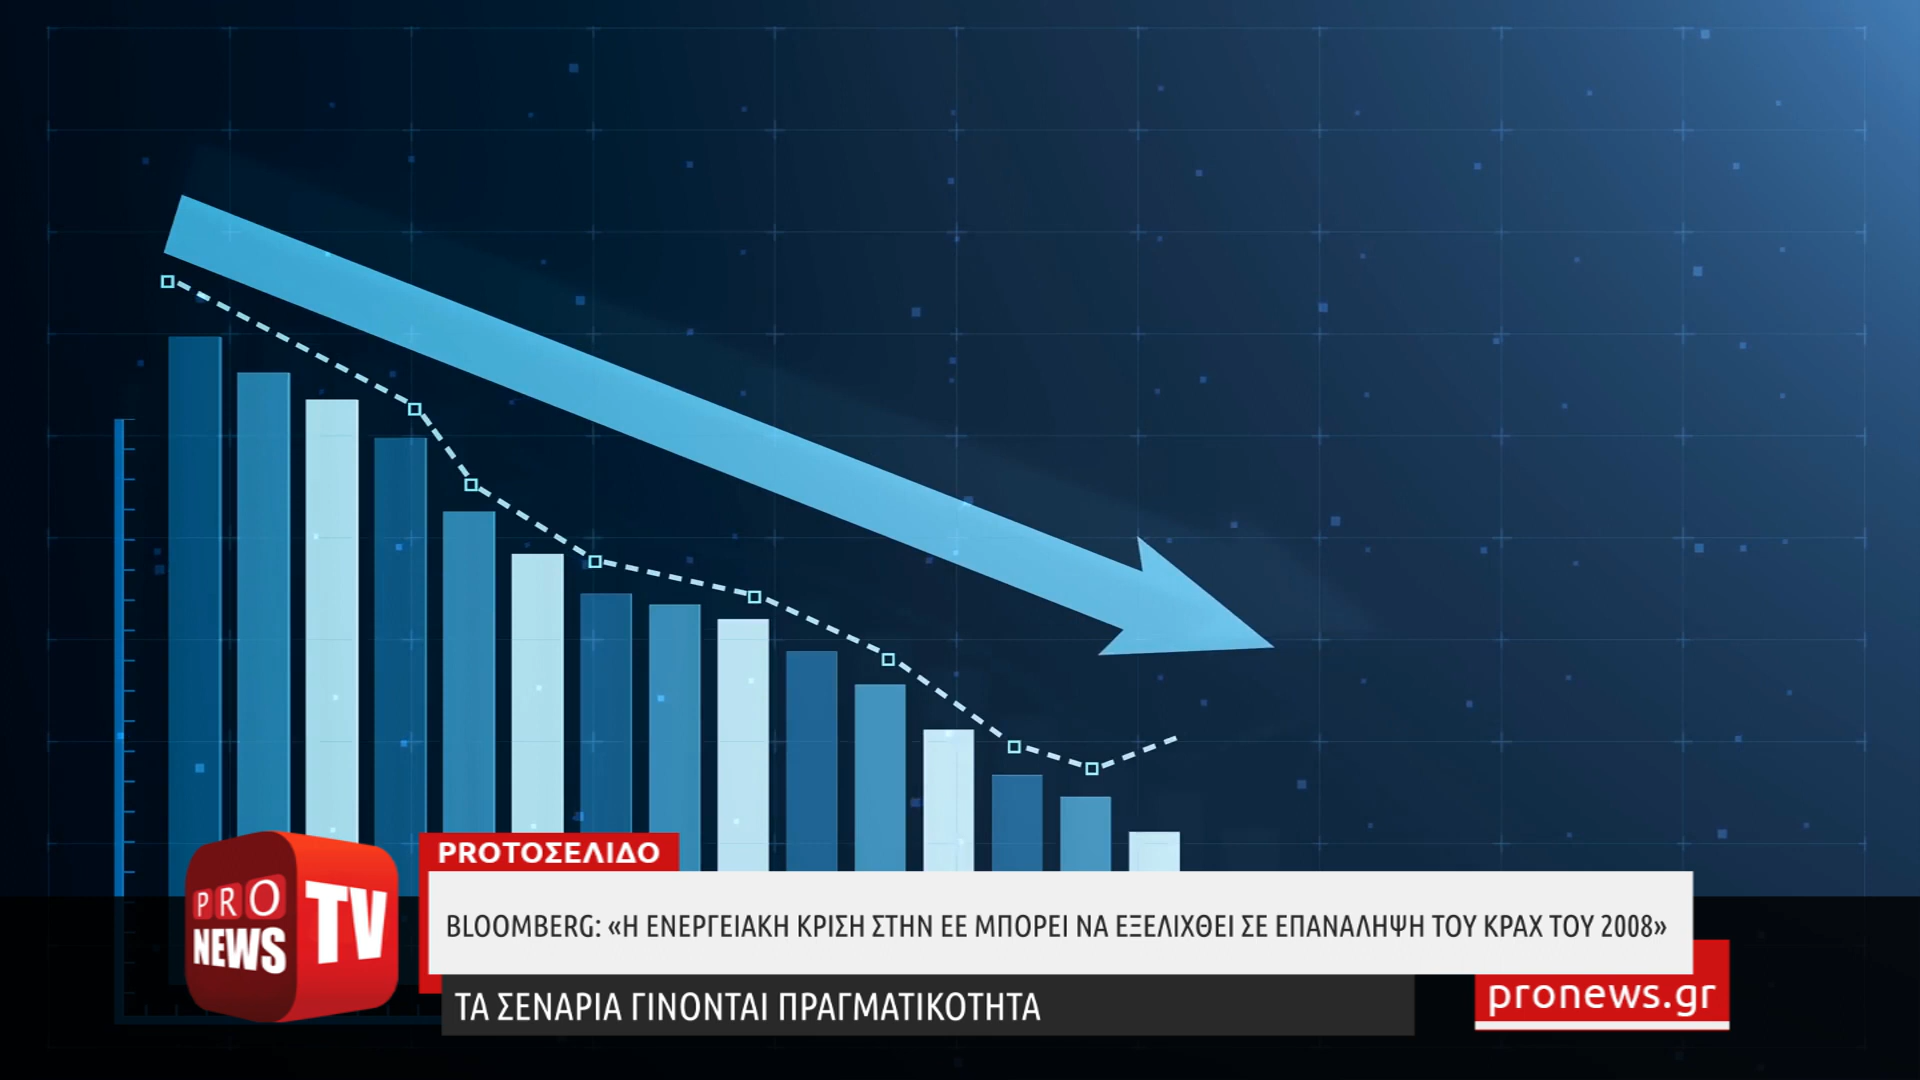 PROTOΣΕΛΙΔΟ
BLOOMBERG: «Η ΕΝΕΡΓΕΙΑΚΗ ΚΡΙΣΗ ΣΤΗΝ ΕΕ ΜΠΟΡΕΙ ΝΑ ΕΞΕΛΙΧΘΕΙ ΣΕ ΕΠΑΝΑΛΗΨΗ ΤΟΥ ΚΡΑΧ ΤΟΥ 2008»
ΤΑ ΣΕΝΑΡΙΑ ΓΙΝΟΝΤΑΙ ΠΡΑΓΜΑΤΙΚΟΤΗΤΑ
PRO
NEWS
TV
pronews.gr